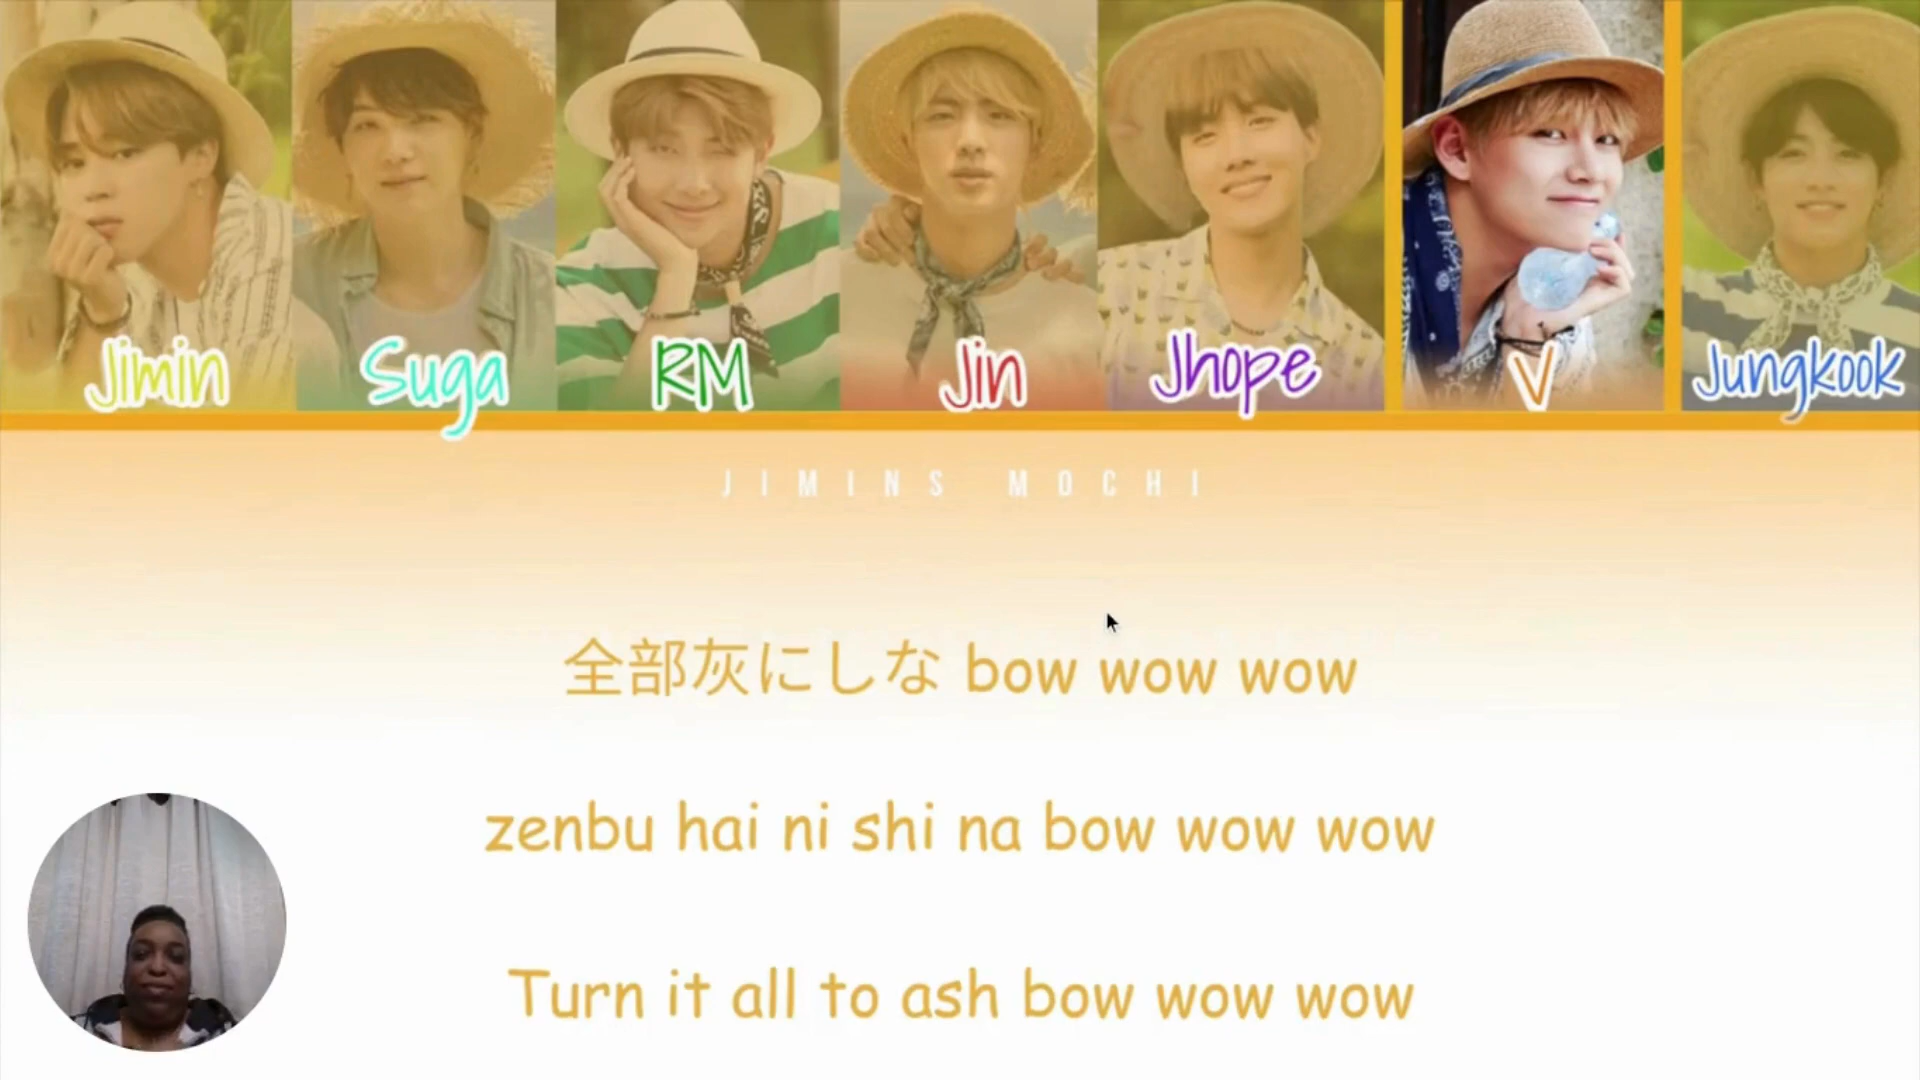 Jimin Suga RM Jin Jhope V Jungkook
JIMINS MOCHI
全部灰にしな bow wow wow
zenbu hai ni shi na bow wow wow
Turn it all to ash bow wow wow